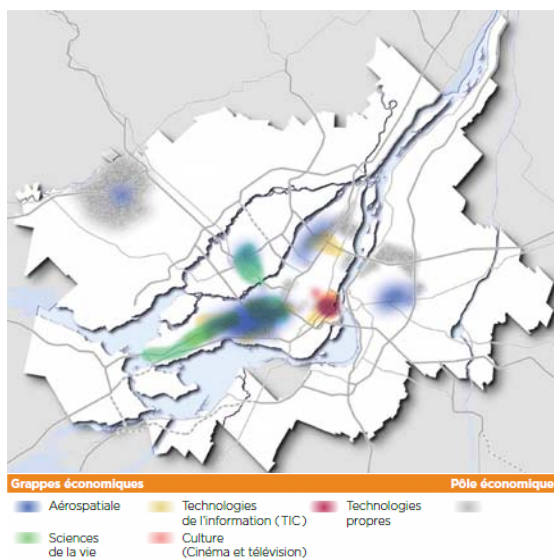 Grappes économiques Pôle économique
Aérospatiale
Technologies
de l'information (TIC)
Technologies
propres
Sciences
de la vie
Culture
(Cinéma et télévision)